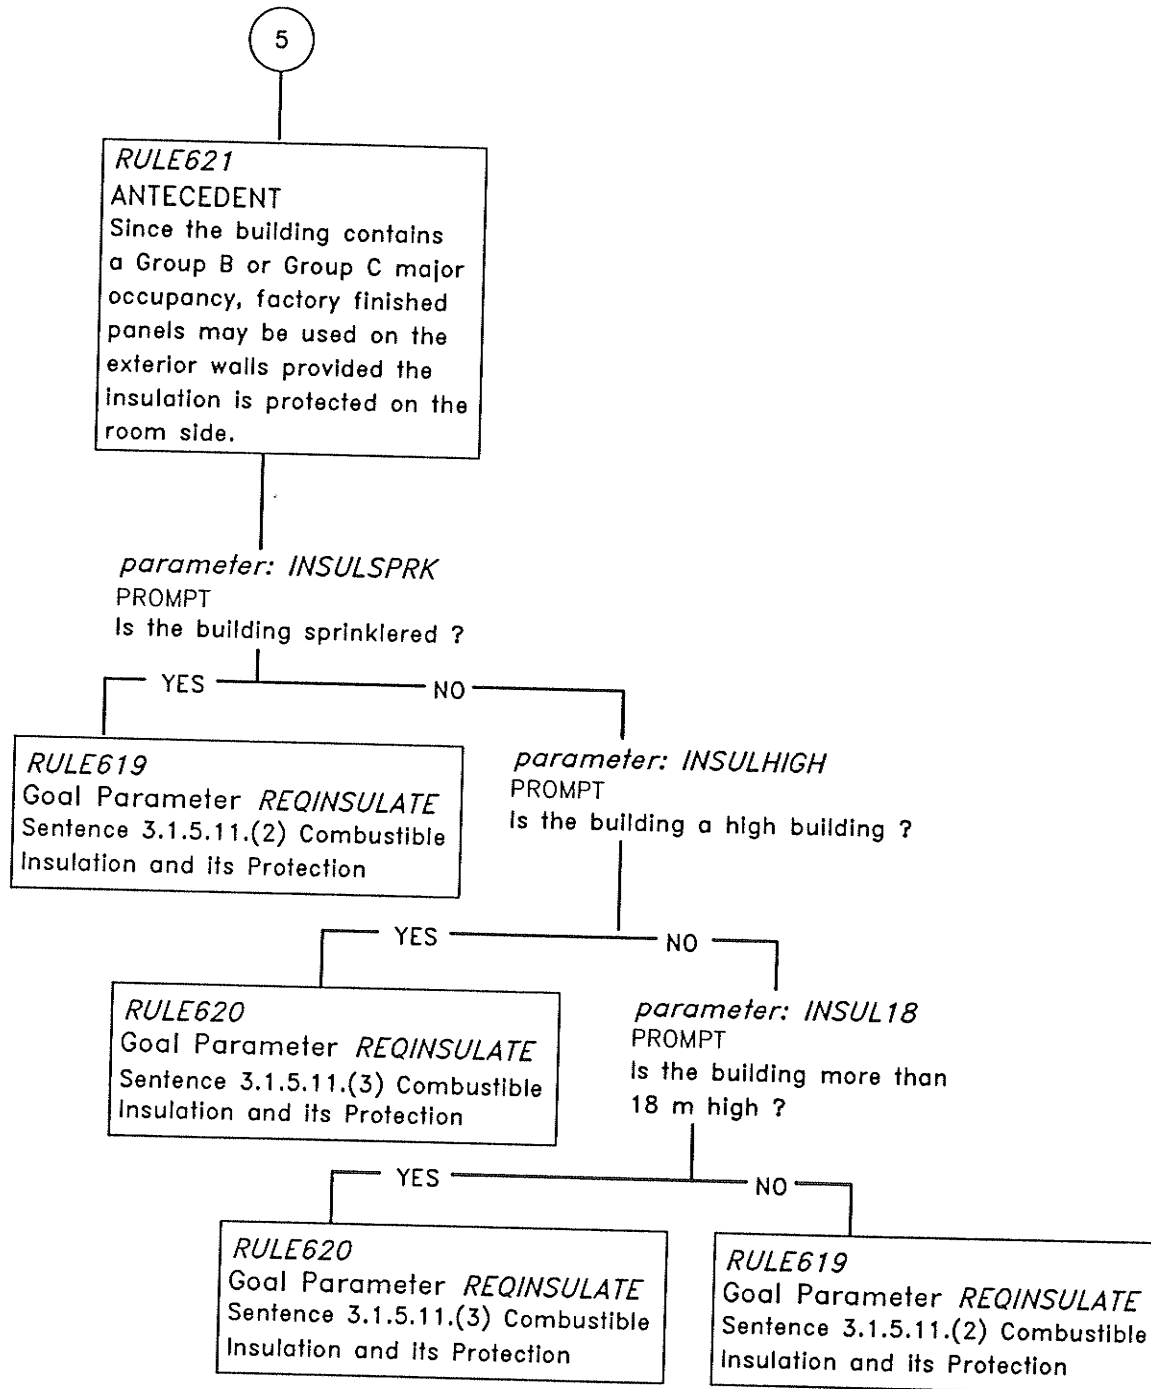 5
RULE621
ANTECEDENT
Since the building contains
a Group B or Group C major
occupancy, factory finished
panels may be used on the
exterior walls provided the
insulation is protected on the
room side.
parameter: INSULSPRK
PROMPT
Is the building sprinklered ?
YES
NO
RULE619
Goal Parameter REQINSULATE
Sentence 3.1.5.11.(2) Combustible
Insulation and its Protection
parameter: INSULHIGH
PROMPT
Is the building a high building ?
YES
NO
RULE620
Goal Parameter REQINSULATE
Sentence 3.1.5.11.(3) Combustible
Insulation and its Protection
parameter: INSUL18
PROMPT
Is the building more than
18 m high ?
YES
NO
RULE620
Goal Parameter REQINSULATE
Sentence 3.1.5.11.(3) Combustible
Insulation and its Protection
RULE619
Goal Parameter REQINSULATE
Sentence 3.1.5.11.(2) Combustible
Insulation and its Protection